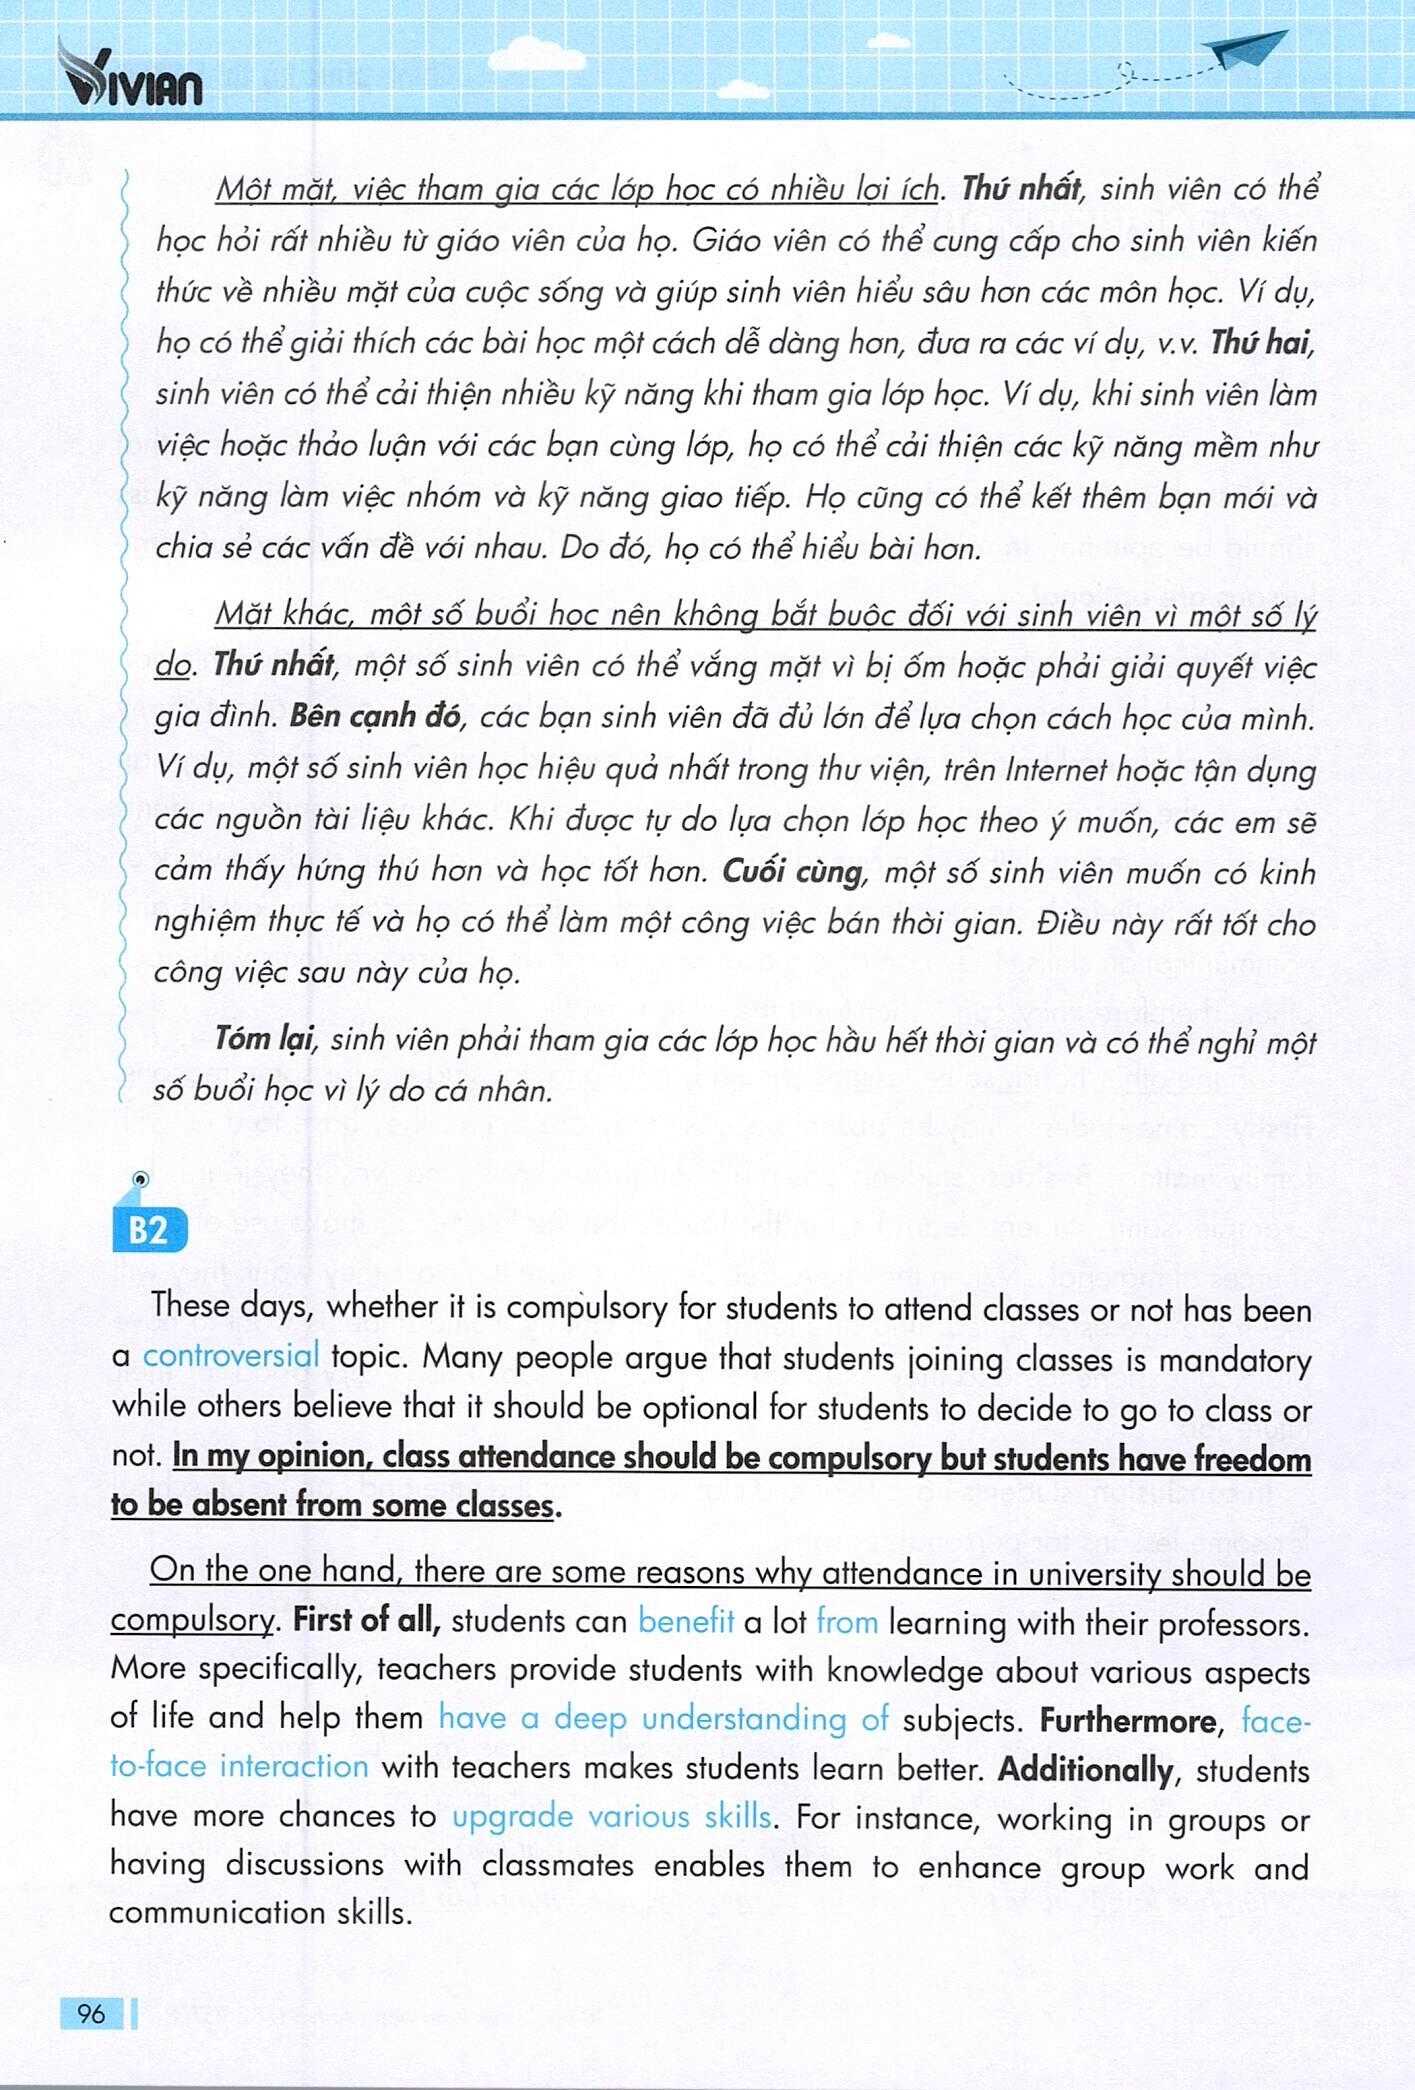 VIVIAN
Một mặt, việc tham gia các lớp học có nhiều lợi ích. Thứ nhất, sinh viên có thể
học hỏi rất nhiều từ giáo viên của họ. Giáo viên có thể cung cấp cho sinh viên kiến
thức về nhiều mặt của cuộc sống và giúp sinh viên hiểu sâu hơn các môn học. Ví dụ,
họ có thể giải thích các bài học một cách dễ dàng hơn, đưa ra các ví dụ, v.v. Thứ hai,
sinh viên có thể cải thiện nhiều kỹ năng khi tham gia lớp học. Ví dụ, khi sinh viên làm
việc hoặc thảo luận với các bạn cùng lớp, họ có thể cải thiện các kỹ năng mềm như
kỹ năng làm việc nhóm và kỹ năng giao tiếp. Họ cũng có thể kết thêm bạn mới và
chia sẻ các vấn đề với nhau. Do đó, họ có thể hiểu bài hơn.
Mặt khác, một số buổi học nên không bắt buộc đối với sinh viên vì một số lý
do. Thứ nhất, một số sinh viên có thể vắng mặt vì bị ốm hoặc phải giải quyết việc
gia đình. Bên cạnh đó, các bạn sinh viên đã đủ lớn để lựa chọn cách học của mình.
Ví dụ, một số sinh viên học hiệu quả nhất trong thư viện, trên Internet hoặc tận dụng
các nguồn tài liệu khác. Khi được tự do lựa chọn lớp học theo ý muốn, các em sẽ
cảm thấy hứng thú hơn và học tốt hơn. Cuối cùng, một số sinh viên muốn có kinh
nghiệm thực tế và họ có thể làm một công việc bán thời gian. Điều này rất tốt cho
công việc sau này của họ.
Tóm lại, sinh viên phải tham gia các lớp học hầu hết thời gian và có thể nghỉ một
số buổi học vì lý do cá nhân.
B2
These days, whether it is compulsory for students to attend classes or not has been
a controversial topic. Many people argue that students joining classes is mandatory
while others believe that it should be optional for students to decide to go to class or
not. In my opinion, class attendance should be compulsory but students have freedom
to be absent from some classes.
On the one hand, there are some reasons why attendance in university should be
compulsory. First of all, students can benefit a lot from learning with their professors.
More specifically, teachers provide students with knowledge about various aspects
of life and help them have a deep understanding of subjects. Furthermore, face-
to-face interaction with teachers makes students learn better. Additionally, students
have more chances to upgrade various skills. For instance, working in groups or
having discussions with classmates enables them to enhance group work and
communication skills.
96